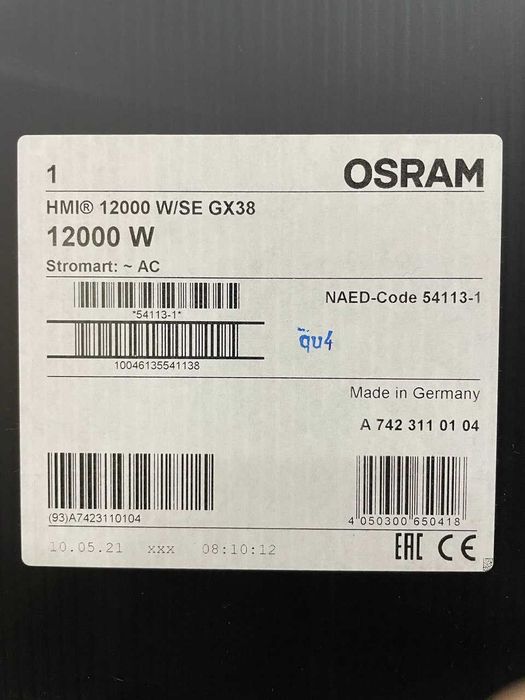 1
OSRAM
HMI® 12000 W/SE GX38
12000 W
Stromart: ~ AC
*54113-1*
NAED-Code 54113-1
10046135541138
Made in Germany
A 742 311 01 04
(93)A7423110104
4 050300 650418
10.05.21 xxx 08:10:12
EAC CE